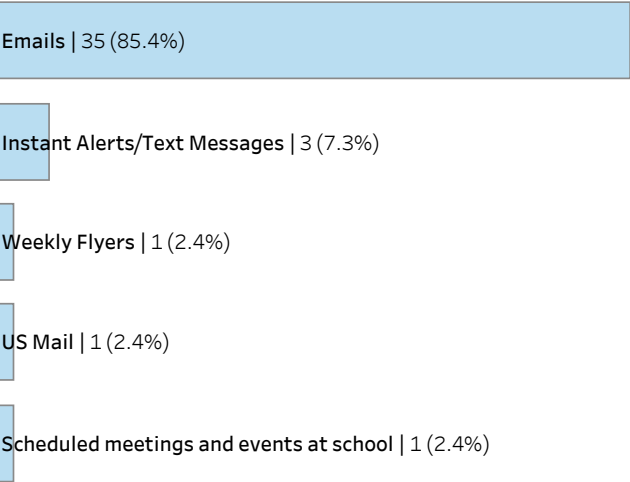 Emails | 35 (85.4%)
Instant Alerts/Text Messages | 3 (7.3%)
Weekly Flyers | 1 (2.4%)
US Mail | 1 (2.4%)
Scheduled meetings and events at school | 1 (2.4%)